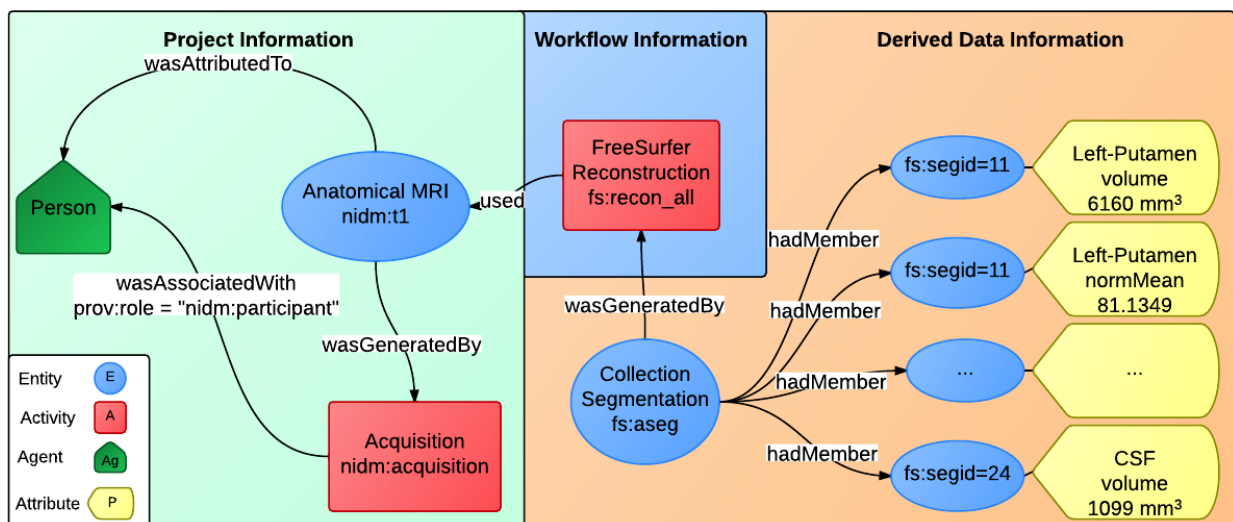 Project Information
wasAttributedTo
Person
Anatomical MRI
nidm:t1
wasAssociatedWith
prov:role = "nidm:participant"
wasGeneratedBy
Acquisition
nidm:acquisition
Entity
E
Activity
A
Agent
Ag
Attribute
P
Workflow Information
FreeSurfer
Reconstruction
fs:recon_all
used
Derived Data Information
wasGeneratedBy
Collection
Segmentation
fs:aseg
hadMember
hadMember
hadMember
hadMember
fs:segid=11
Left-Putamen
volume
6160 mm³
fs:segid=11
Left-Putamen
normMean
81.1349
...
...
fs:segid=24
CSF
volume
1099 mm³